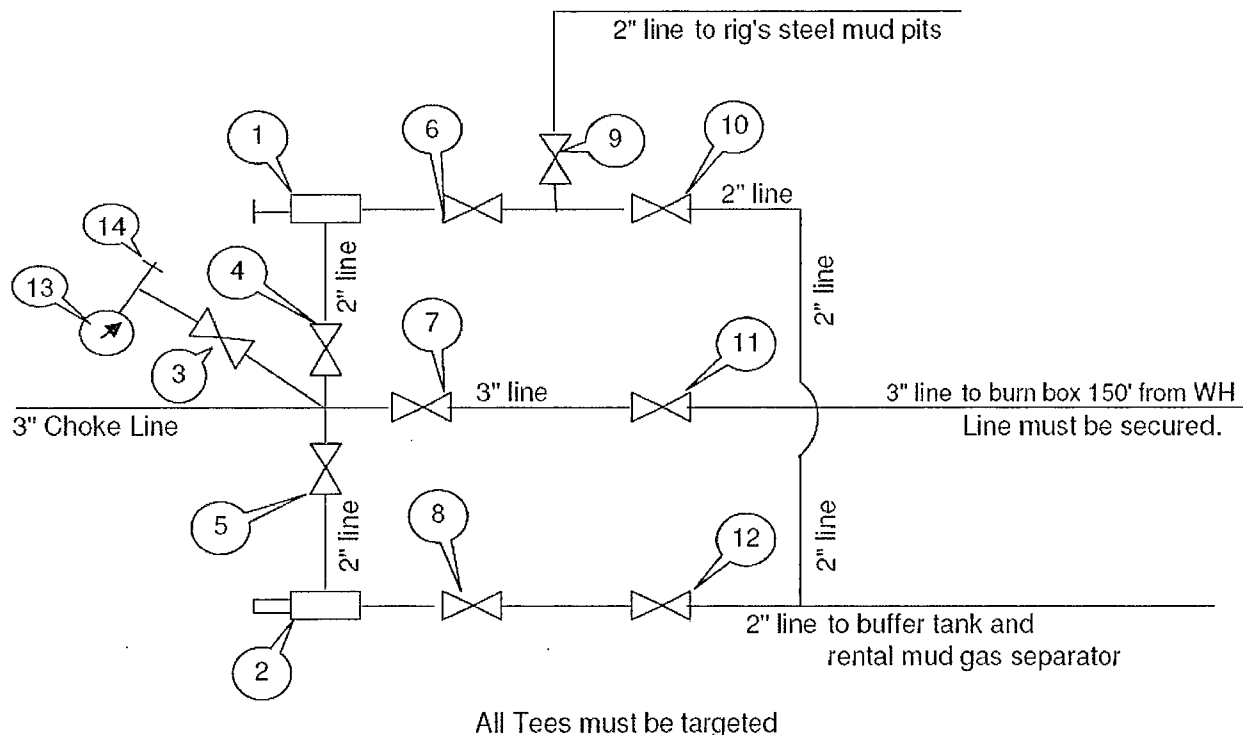 2" line to rig's steel mud pits
1
6
9
10
2" line
14
4
2" line
2" line
13
7
11
3
3" line
3" line to burn box 150' from WH
3" Choke Line
Line must be secured.
5
8
12
2" line
2" line
2" line to buffer tank and
rental mud gas separator
2
All Tees must be targeted